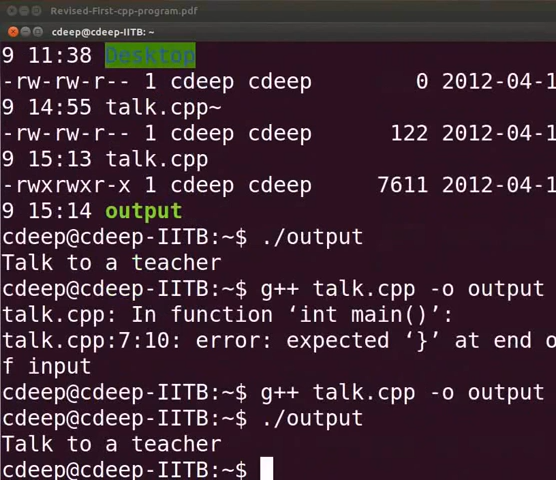 Revised-First-cpp-program.pdf
cdeep@cdeep-IITB: ~
9 11:38 Desktop
-rw-rw-r-- 1 cdeep cdeep 0 2012-04-1
9 14:55 talk.cpp~
-rw-rw-r-- 1 cdeep cdeep 122 2012-04-1
9 15:13 talk.cpp
-rwxrwxr-x 1 cdeep cdeep 7611 2012-04-1
9 15:14 output
cdeep@cdeep-IITB:~$ ./output
Talk to a teacher
cdeep@cdeep-IITB:~$ g++ talk.cpp -o output
talk.cpp: In function ‘int main()’:
talk.cpp:7:10: error: expected ‘}’ at end o
f input
cdeep@cdeep-IITB:~$ g++ talk.cpp -o output
cdeep@cdeep-IITB:~$ ./output
Talk to a teacher
cdeep@cdeep-IITB:~$